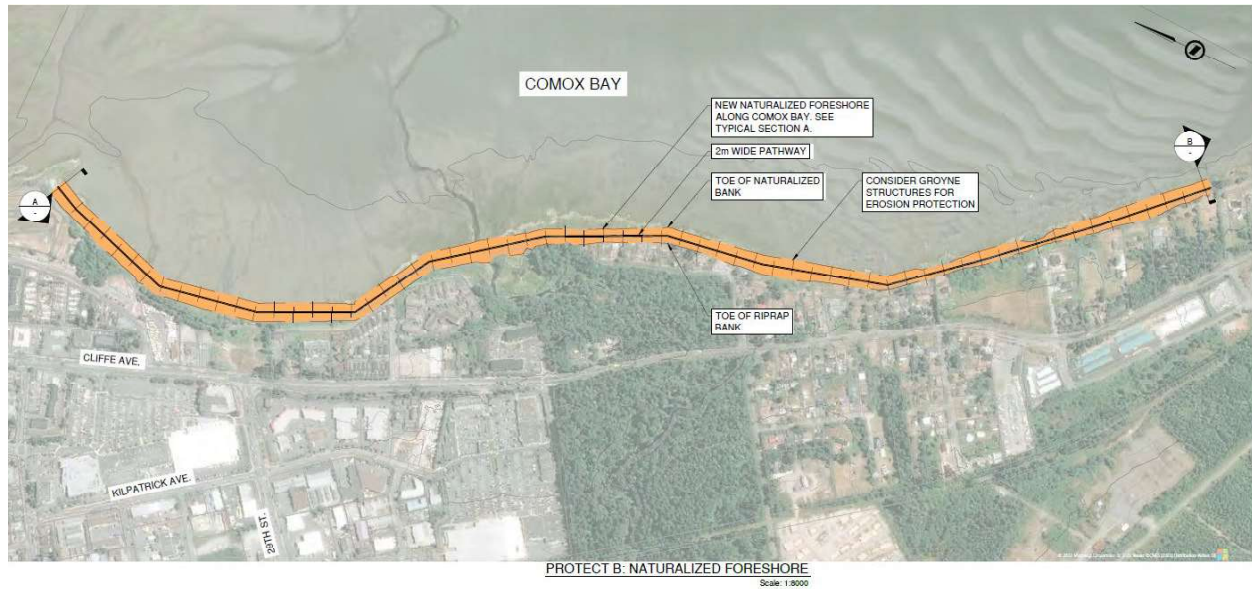 COMOX BAY
NEW NATURALIZED FORESHORE
ALONG COMOX BAY. SEE
TYPICAL SECTION A.
2m WIDE PATHWAY
TOE OF NATURALIZED
BANK
CONSIDER GROYNE
STRUCTURES FOR
EROSION PROTECTION
B
-
A
-
TOE OF RIPRAP
BANK
CLIFFE AVE.
KILPATRICK AVE.
29TH ST.
PROTECT B: NATURALIZED FORESHORE
Scale: 1:8000